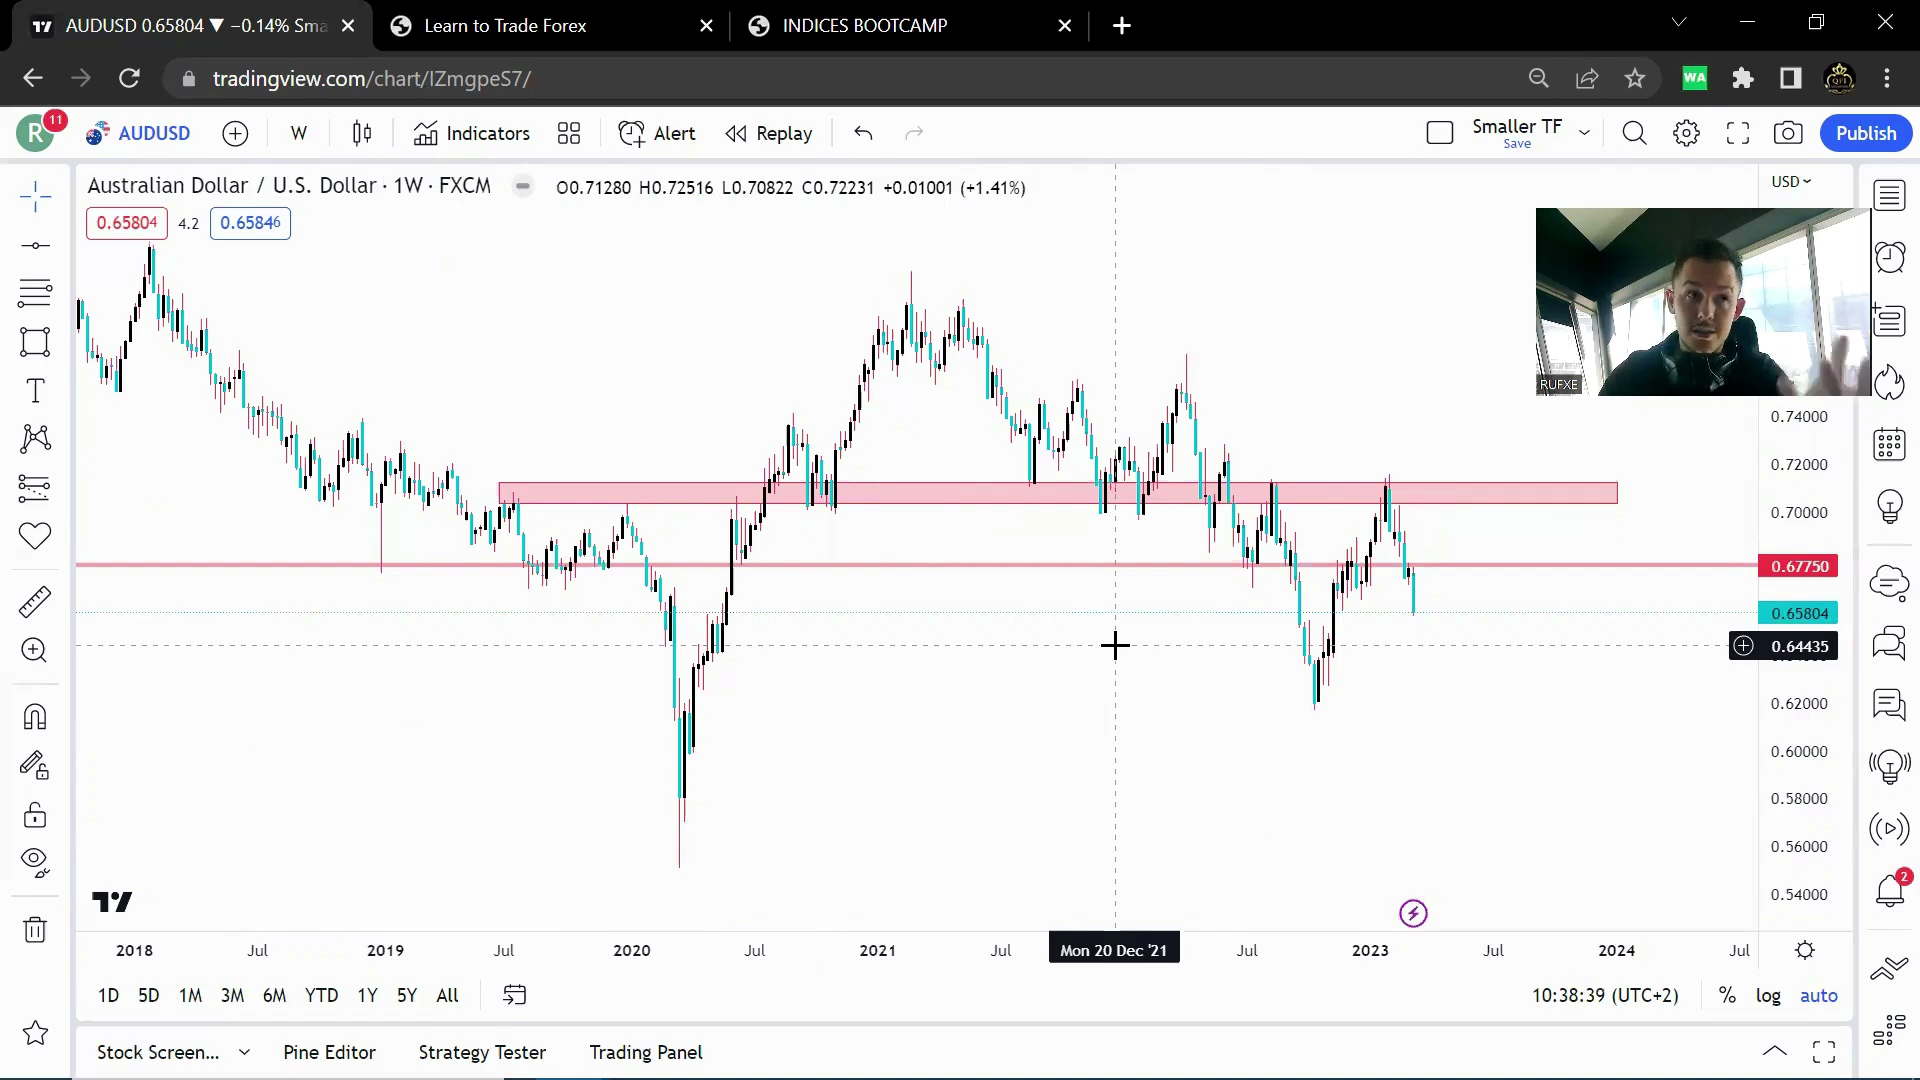 AUDUSD 0.65804 ▼ −0.14% Sma
Learn to Trade Forex
INDICES BOOTCAMP
tradingview.com/chart/IZmgpeS7/
WA
R
11
AUDUSD
W
Indicators
Alert
Replay
Smaller TF
Save
Publish
Australian Dollar / U.S. Dollar · 1W · FXCM
O0.71280 H0.72516 L0.70822 C0.72231 +0.01001 (+1.41%)
USD
0.65804
4.2
0.65846
RUFXE
0.74000
0.72000
0.70000
0.67750
0.65804
0.64435
0.62000
0.60000
0.58000
0.56000
0.54000
2
2018
Jul
2019
Jul
2020
Jul
2021
Jul
Mon 20 Dec '21
Jul
2023
Jul
2024
Jul
1D
5D
1M
3M
6M
YTD
1Y
5Y
All
10:38:39 (UTC+2)
%
log
auto
Stock Screen...
Pine Editor
Strategy Tester
Trading Panel